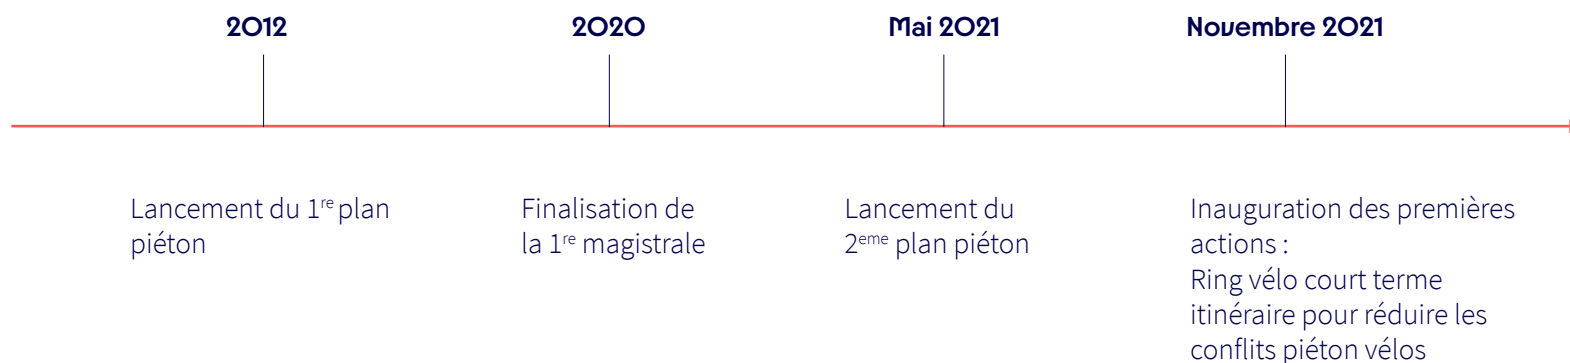 2012
2020
Mai 2021
Novembre 2021
Lancement du 1re plan
piéton
Finalisation de
la 1re magistrale
Lancement du
2eme plan piéton
Inauguration des premières
actions :
Ring vélo court terme
itinéraire pour réduire les
conflits piéton vélos